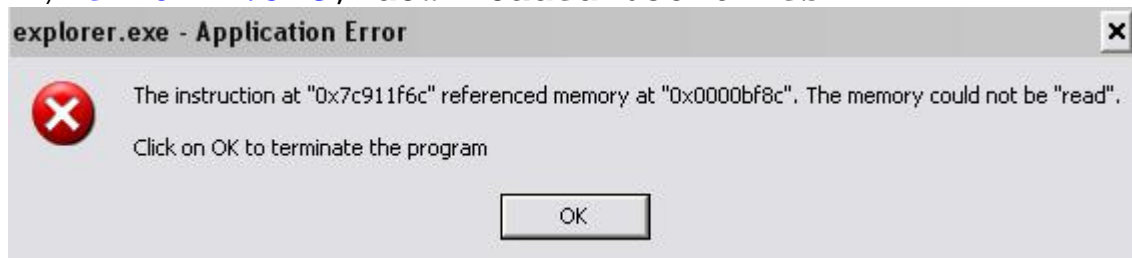 explorer.exe - Application Error
The instruction at "0x7c911f6c" referenced memory at "0x0000bf8c". The memory could not be "read".
Click on OK to terminate the program
OK